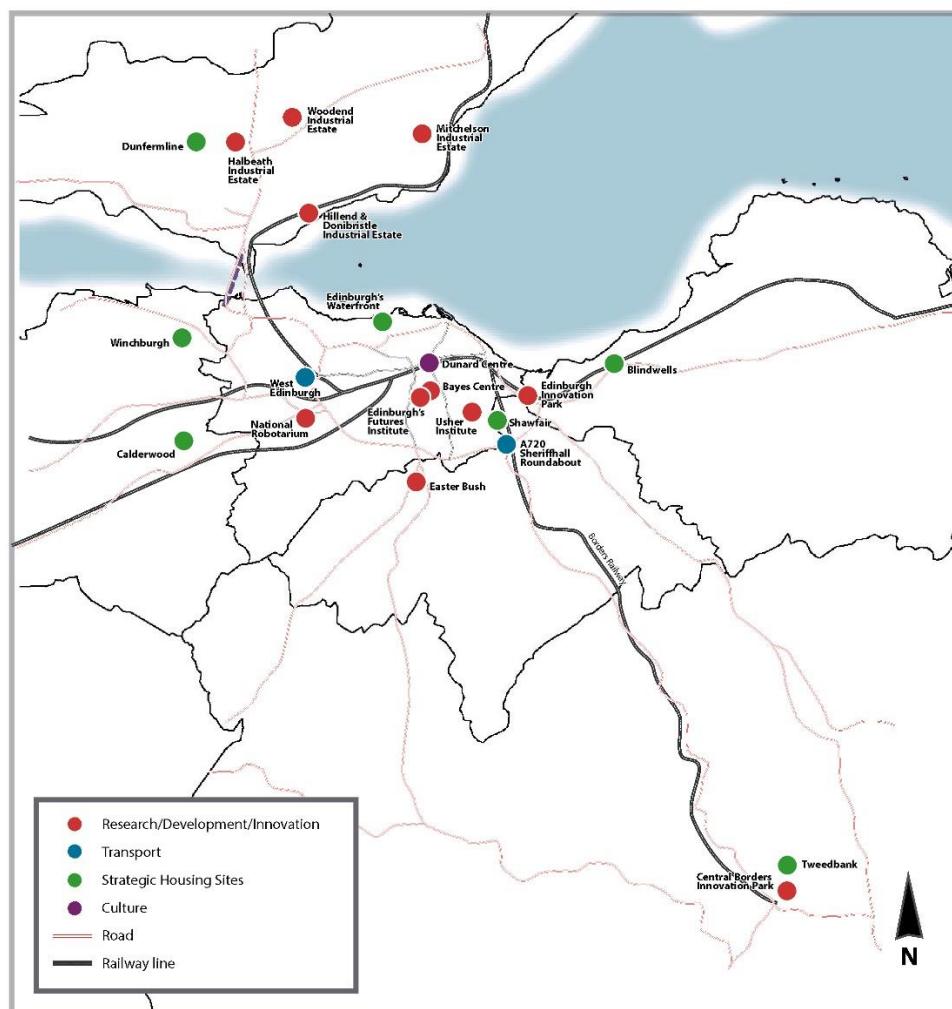 Woodend
Industrial
Estate
Mitchelson
Industrial
Estate
Dunfermline
Halbeath
Industrial
Estate
Hillend &
Donibristle
Industrial Estate
Edinburgh's
Waterfront
Winchburgh
Dunard Centre
Blindwells
West
Edinburgh
Bayes Centre
Edinburgh
Innovation
Park
Edinburgh's
Futures
Institute
National
Robotarium
Usher
Institute
Shawfair
Calderwood
A720
Sheriffhall
Roundabout
Easter Bush
Borders Railway
Tweedbank
Central Borders
Innovation Park
Research/Development/Innovation
Transport
Strategic Housing Sites
Culture
Road
Railway line
N